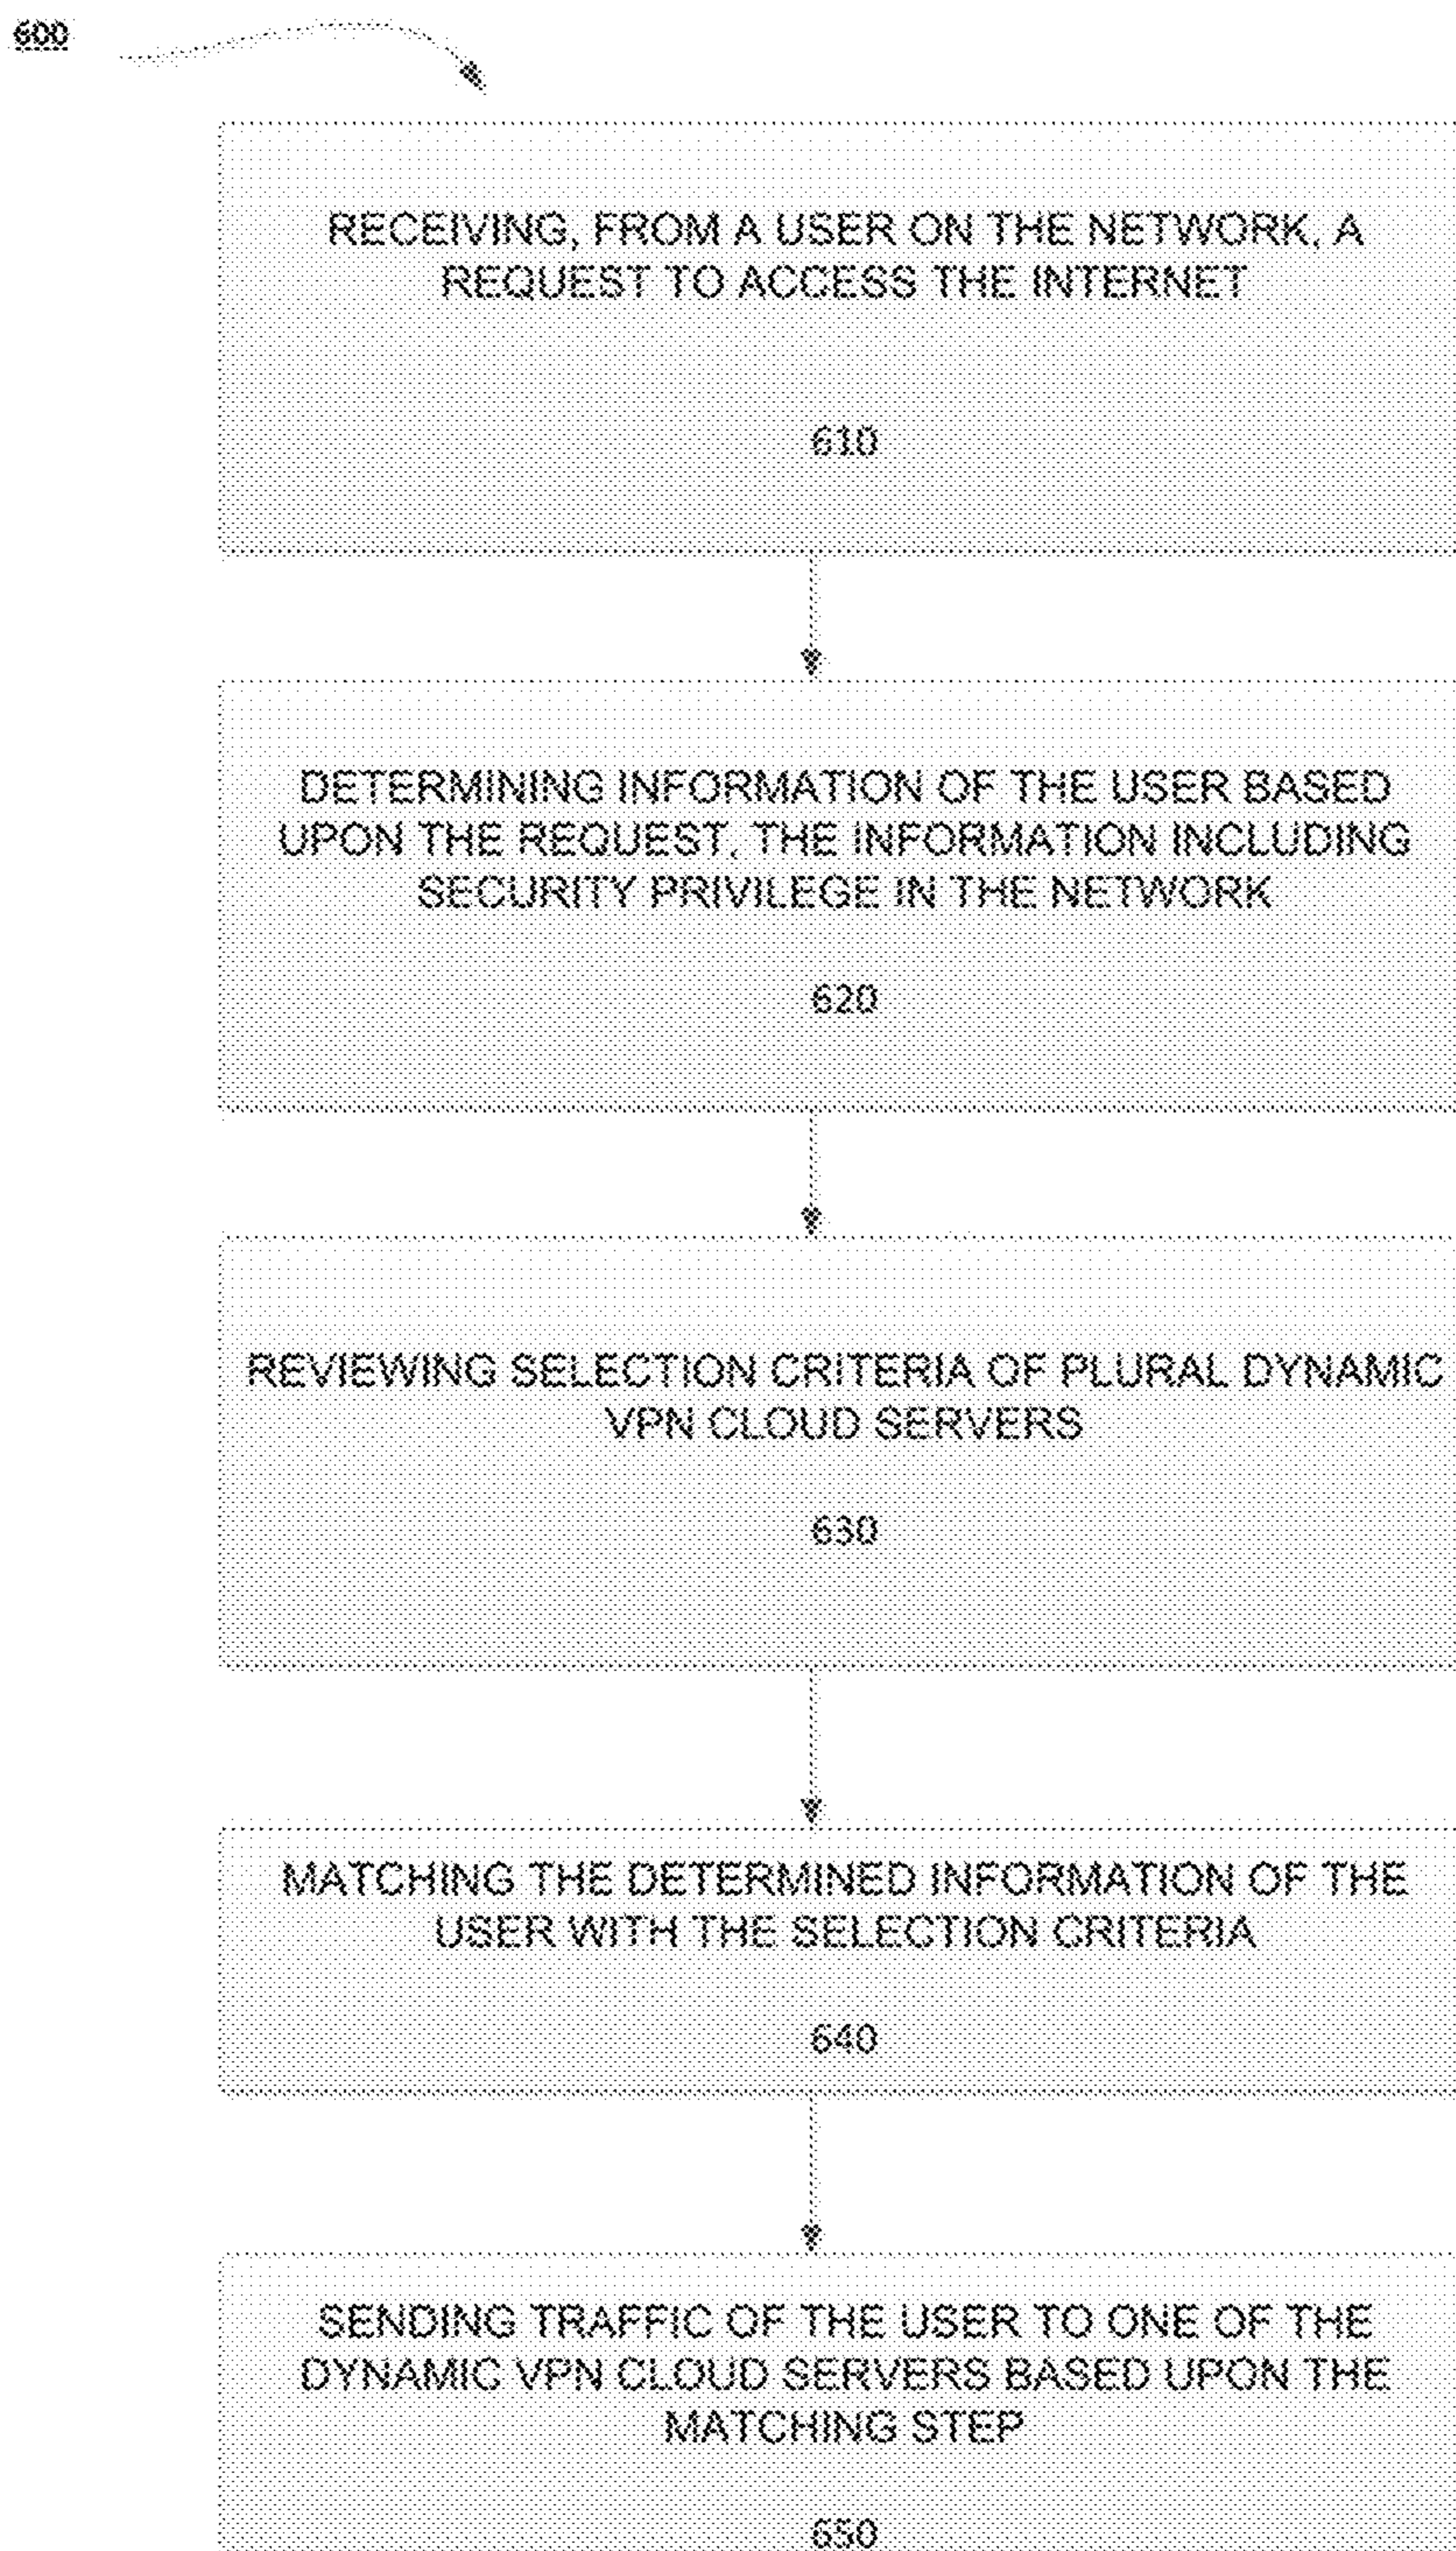 600
RECEIVING, FROM A USER ON THE NETWORK, A
REQUEST TO ACCESS THE INTERNET
610
DETERMINING INFORMATION OF THE USER BASED
UPON THE REQUEST, THE INFORMATION INCLUDING
SECURITY PRIVILEGE IN THE NETWORK
620
REVIEWING SELECTION CRITERIA OF PLURAL DYNAMIC
VPN CLOUD SERVERS
630
MATCHING THE DETERMINED INFORMATION OF THE
USER WITH THE SELECTION CRITERIA
640
SENDING TRAFFIC OF THE USER TO ONE OF THE
DYNAMIC VPN CLOUD SERVERS BASED UPON THE
MATCHING STEP
650